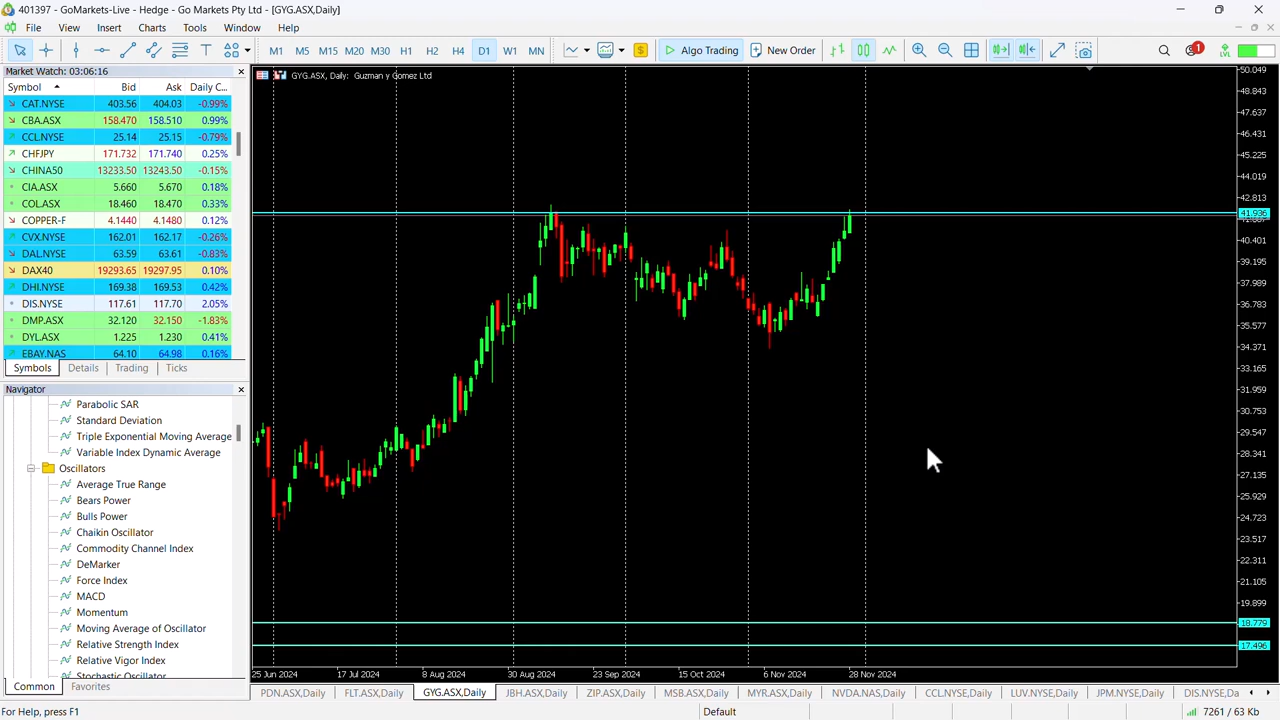 401397 - GoMarkets-Live - Hedge - Go Markets Pty Ltd - [GYG.ASX,Daily]
File View Insert Charts Tools Window Help
M1 M5 M15 M20 M30 H1 H2 H4 D1 W1 MN Algo Trading New Order 1
Market Watch: 03:06:16
Symbol Bid Ask Daily C...
CAT.NYSE 403.56 404.03 -0.99%
CBA.ASX 158.470 158.510 0.99%
CCL.NYSE 25.14 25.15 -0.79%
CHFJPY 171.732 171.740 0.25%
CHINA50 13233.50 13243.50 -0.15%
CIA.ASX 5.660 5.670 0.18%
COL.ASX 18.460 18.470 0.33%
COPPER-F 4.1440 4.1480 0.12%
CVX.NYSE 162.01 162.17 -0.26%
DAL.NYSE 63.59 63.61 -0.83%
DAX40 19293.65 19297.95 0.10%
DHI.NYSE 169.38 169.53 0.42%
DIS.NYSE 117.61 117.70 2.05%
DMP.ASX 32.120 32.150 -1.83%
DYL.ASX 1.225 1.230 0.41%
EBAY.NAS 64.10 64.98 0.16%
Symbols Details Trading Ticks
Navigator
Parabolic SAR
Standard Deviation
Triple Exponential Moving Average
Variable Index Dynamic Average
Oscillators
Average True Range
Bears Power
Bulls Power
Chaikin Oscillator
Commodity Channel Index
DeMarker
Force Index
MACD
Momentum
Moving Average of Oscillator
Relative Strength Index
Relative Vigor Index
Stochastic Oscillator
Common Favorites
GYG.ASX, Daily: Guzman y Gomez Ltd
50.049
48.843
47.637
46.431
45.225
44.019
42.813
41.936
40.401
39.195
37.989
36.783
35.577
34.371
33.165
31.959
30.753
29.547
28.341
27.135
25.929
24.723
23.517
22.311
21.105
19.899
18.779
17.496
25 Jun 2024 17 Jul 2024 8 Aug 2024 30 Aug 2024 23 Sep 2024 15 Oct 2024 6 Nov 2024 28 Nov 2024
PDN.ASX,Daily FLT.ASX,Daily GYG.ASX,Daily JBH.ASX,Daily ZIP.ASX,Daily MSB.ASX,Daily MYR.ASX,Daily NVDA.NAS,Daily CCL.NYSE,Daily LUV.NYSE,Daily JPM.NYSE,Daily DIS.NYSE,Da
For Help, press F1 Default 7261 / 63 Kb